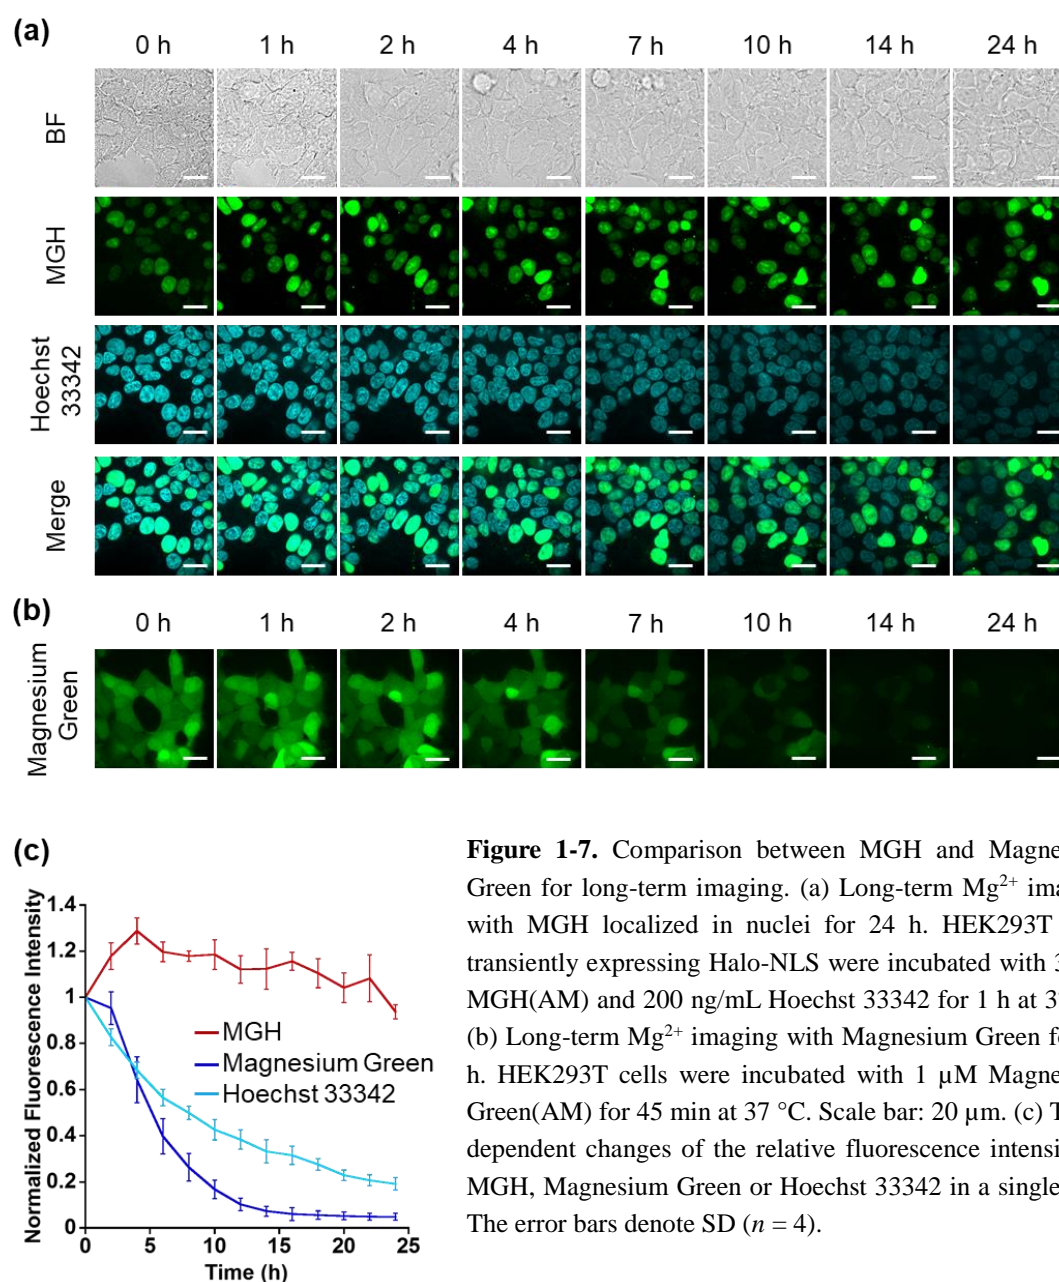 (a)
0 h 1 h 2 h 4 h 7 h 10 h 14 h 24 h
BF
MGH
Hoechst
33342
Merge
(b)
0 h 1 h 2 h 4 h 7 h 10 h 14 h 24 h
Magnesium
Green
(c)
Normalized Fluorescence Intensity
1.4
1.2
1
0.8
0.6
0.4
0.2
0
MGH
Magnesium Green
Hoechst 33342
0 5 10 15 20 25
Time (h)
Figure 1-7. Comparison between MGH and Magne
Green for long-term imaging. (a) Long-term Mg²⁺ ima
with MGH localized in nuclei for 24 h. HEK293T
transiently expressing Halo-NLS were incubated with 3
MGH(AM) and 200 ng/mL Hoechst 33342 for 1 h at 3
(b) Long-term Mg²⁺ imaging with Magnesium Green fo
h. HEK293T cells were incubated with 1 µM Magne
Green(AM) for 45 min at 37 °C. Scale bar: 20 µm. (c) T
dependent changes of the relative fluorescence intensi
MGH, Magnesium Green or Hoechst 33342 in a single
The error bars denote SD (n = 4).